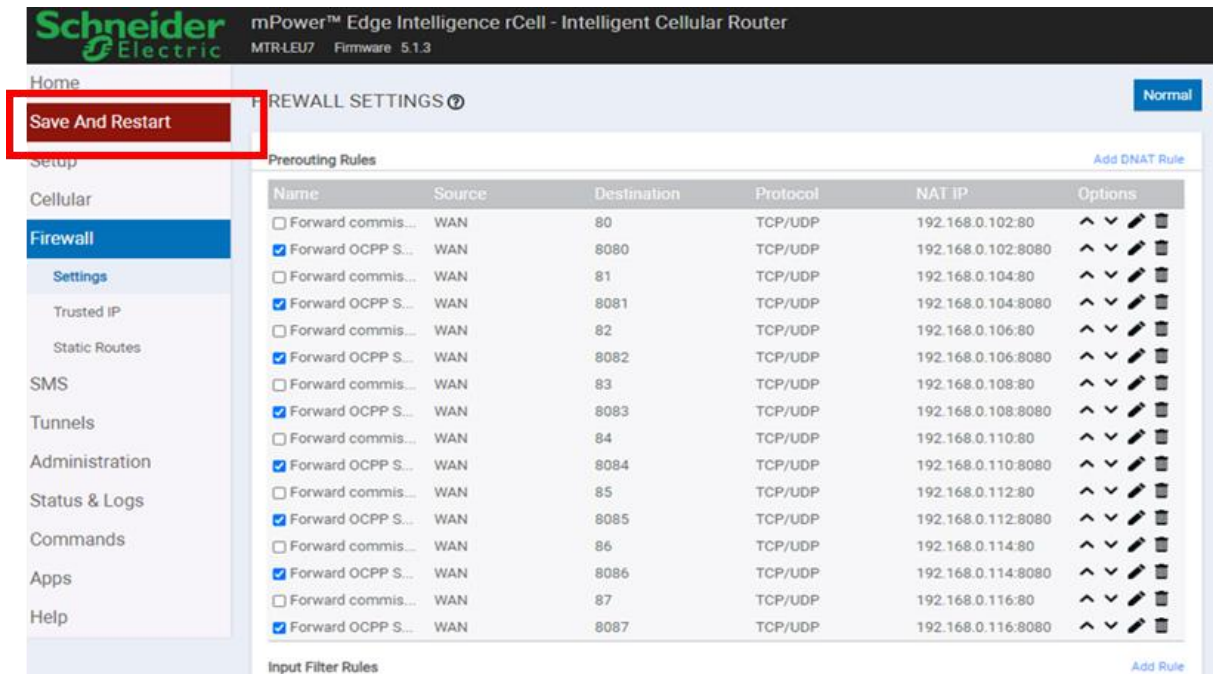 Schneider Electric
mPower™ Edge Intelligence rCell - Intelligent Cellular Router
MTR-LEU7 Firmware 5.1.3
Home
Save And Restart
Setup
Cellular
Firewall
Settings
Trusted IP
Static Routes
SMS
Tunnels
Administration
Status & Logs
Commands
Apps
Help
FIREWALL SETTINGS
Normal
Prerouting Rules Add DNAT Rule
Name Source Destination Protocol NAT IP Options
Forward commis... WAN 80 TCP/UDP 192.168.0.102:80
Forward OCPP S... WAN 8080 TCP/UDP 192.168.0.102:8080
Forward commis... WAN 81 TCP/UDP 192.168.0.104:80
Forward OCPP S... WAN 8081 TCP/UDP 192.168.0.104:8080
Forward commis... WAN 82 TCP/UDP 192.168.0.106:80
Forward OCPP S... WAN 8082 TCP/UDP 192.168.0.106:8080
Forward commis... WAN 83 TCP/UDP 192.168.0.108:80
Forward OCPP S... WAN 8083 TCP/UDP 192.168.0.108:8080
Forward commis... WAN 84 TCP/UDP 192.168.0.110:80
Forward OCPP S... WAN 8084 TCP/UDP 192.168.0.110:8080
Forward commis... WAN 85 TCP/UDP 192.168.0.112:80
Forward OCPP S... WAN 8085 TCP/UDP 192.168.0.112:8080
Forward commis... WAN 86 TCP/UDP 192.168.0.114:80
Forward OCPP S... WAN 8086 TCP/UDP 192.168.0.114:8080
Forward commis... WAN 87 TCP/UDP 192.168.0.116:80
Forward OCPP S... WAN 8087 TCP/UDP 192.168.0.116:8080
Input Filter Rules Add Rule